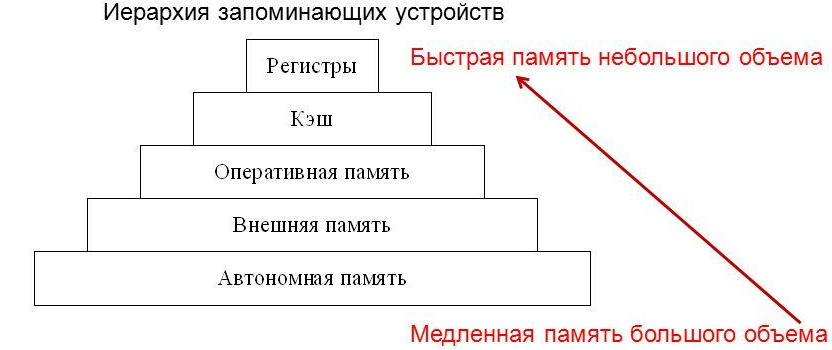 Иерархия запоминающих устройств
Регистры
Быстрая память небольшого объема
Кэш
Оперативная память
Внешняя память
Автономная память
Медленная память большого объема